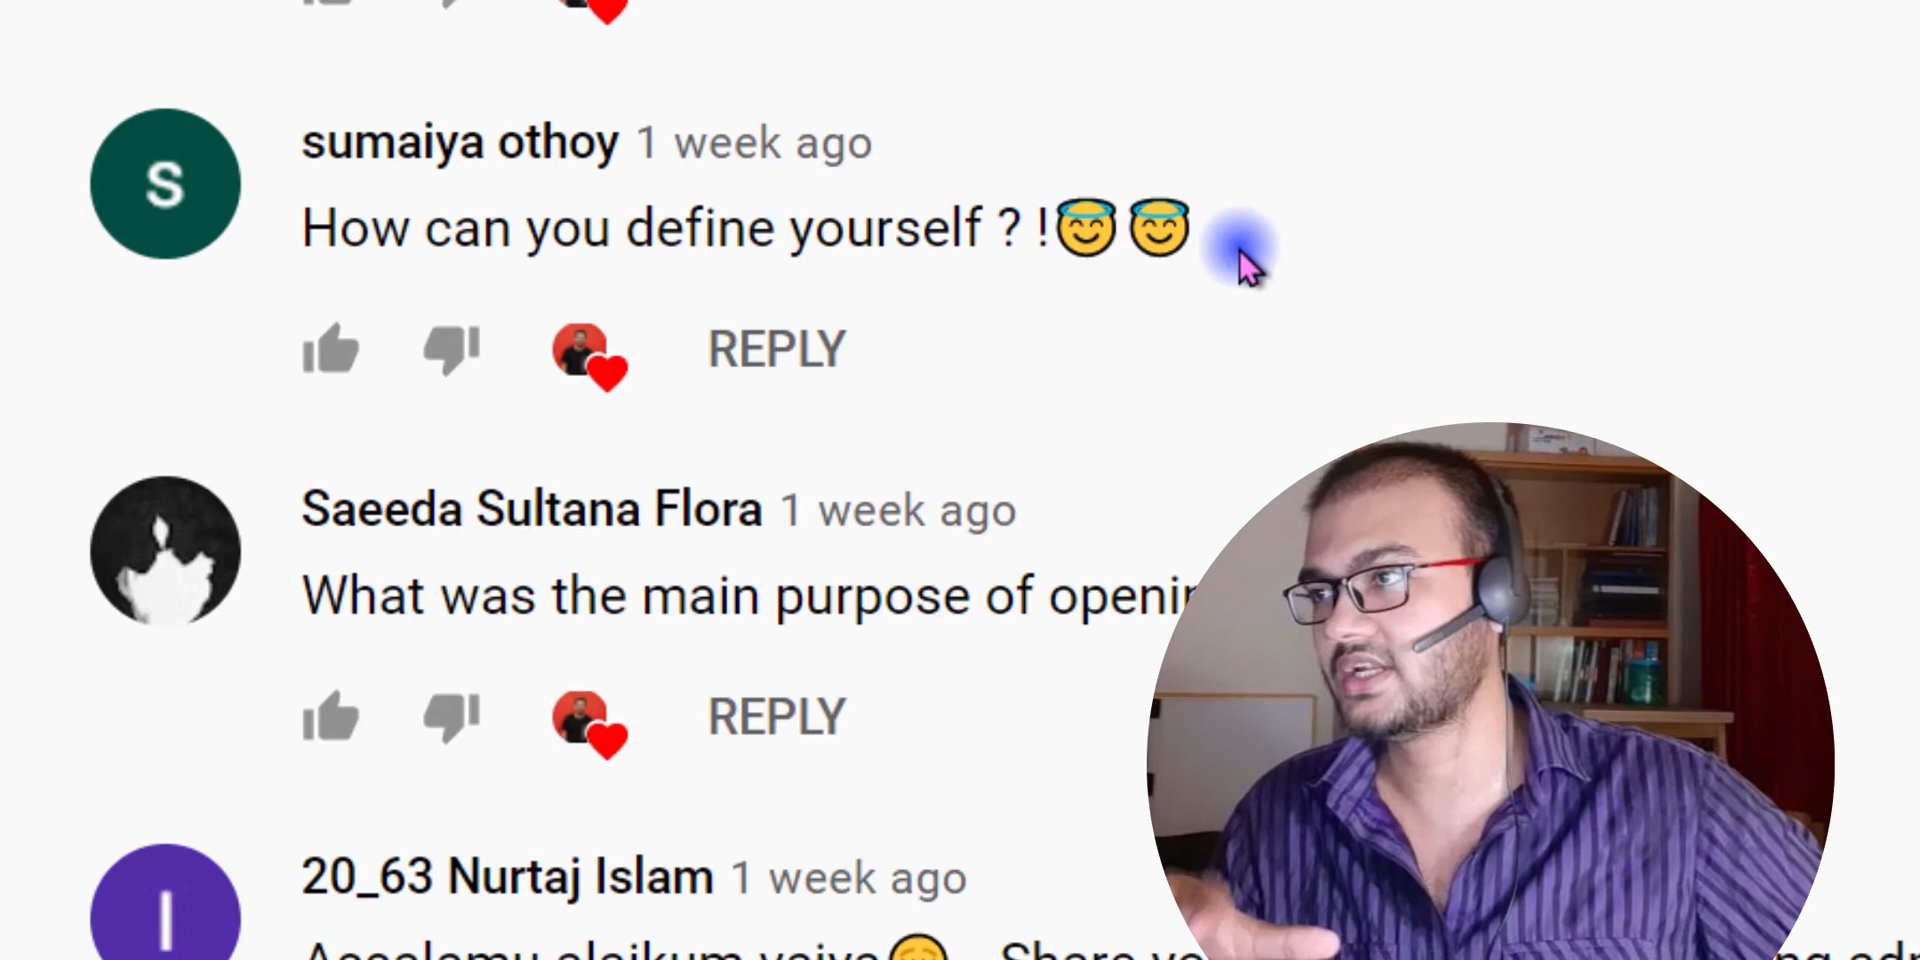 S
sumaiya othoy 1 week ago
How can you define yourself ? !😇😇
REPLY
Saeeda Sultana Flora 1 week ago
What was the main purpose of
REPLY
20_63 Nurtaj Islam 1 week ago
I